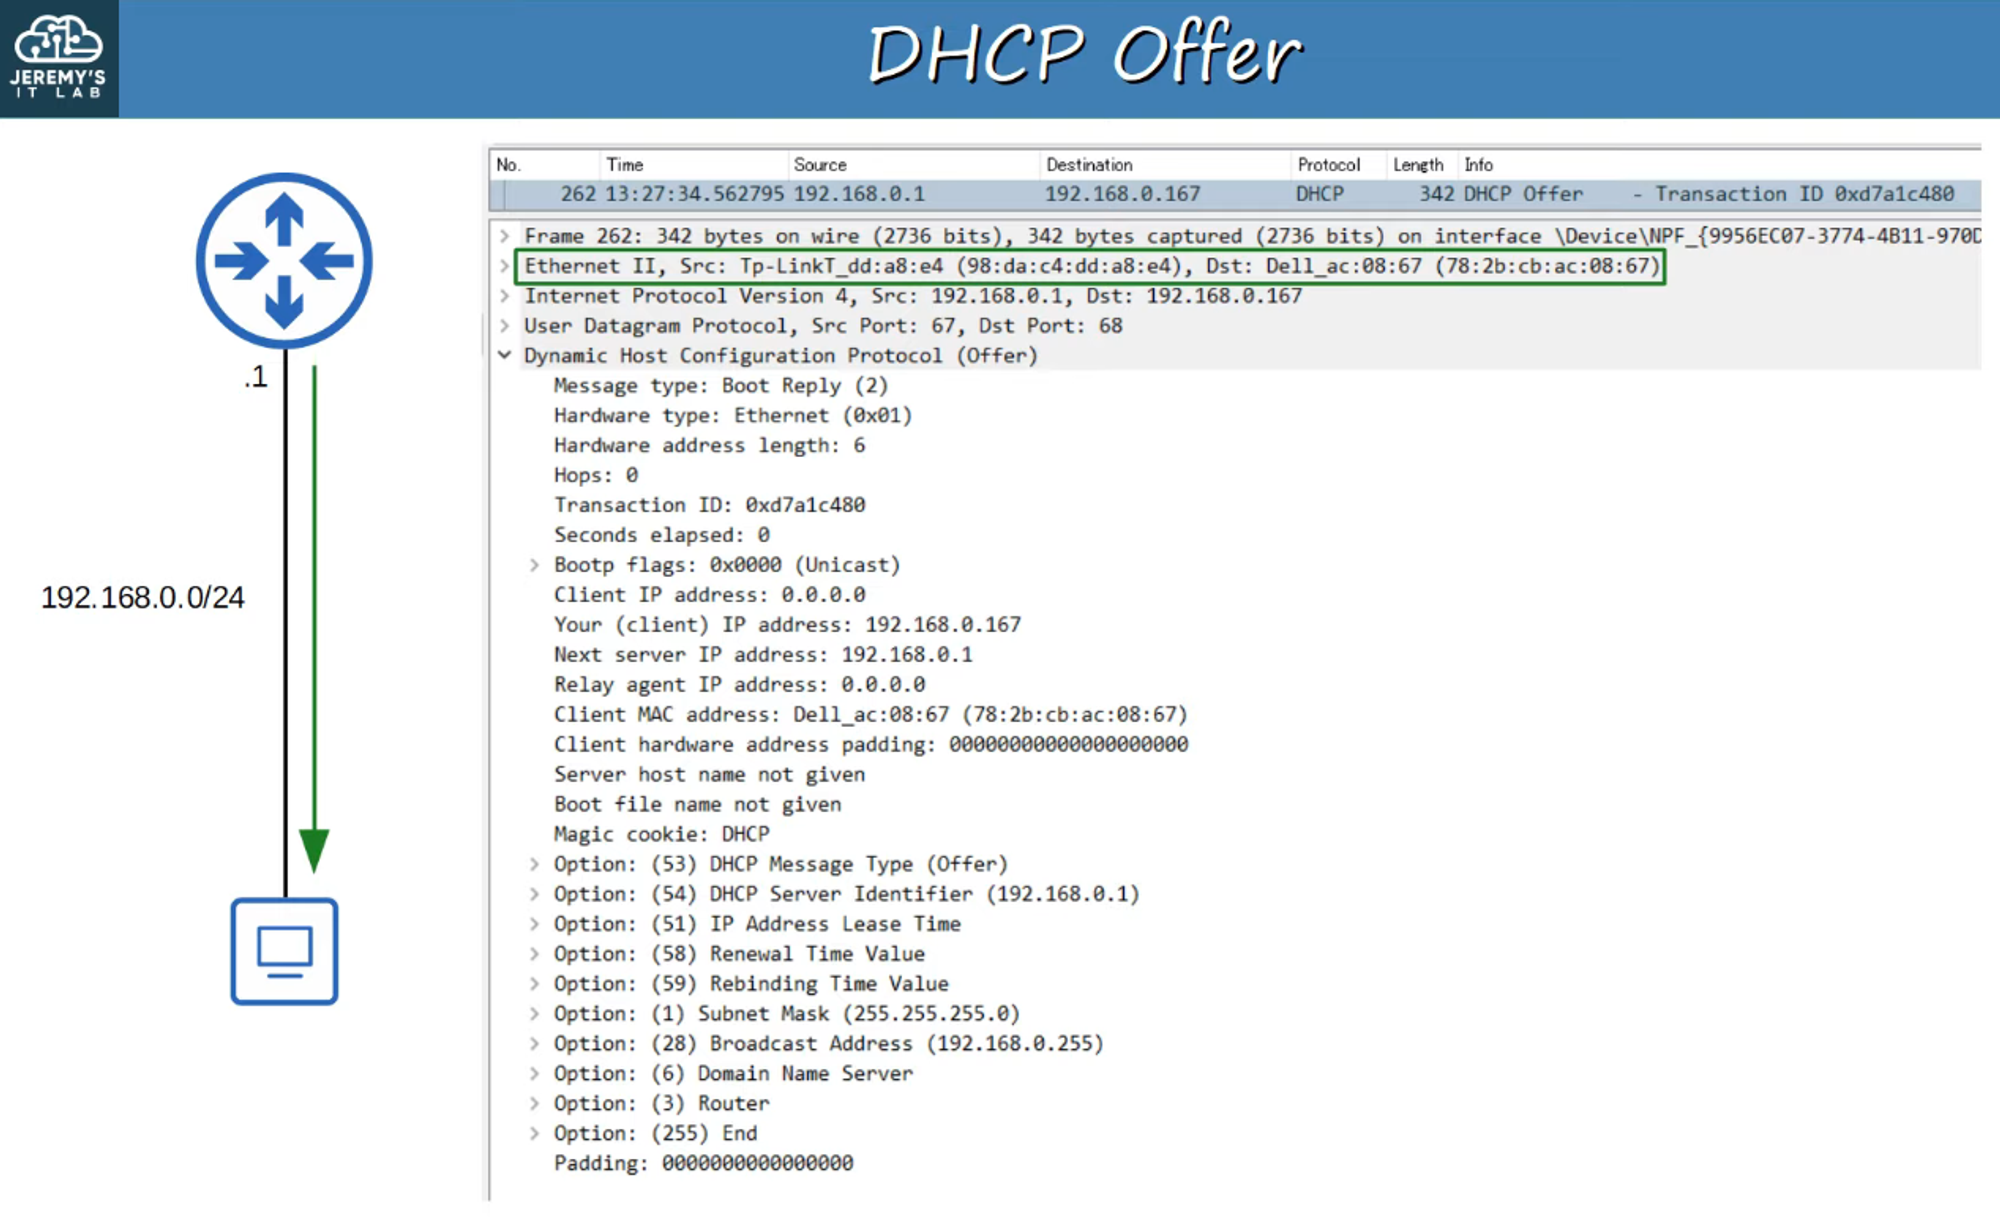 JEREMY'S
IT LAB
DHCP Offer
No. Time Source Destination Protocol Length Info
262 13:27:34.562795 192.168.0.1 192.168.0.167 DHCP 342 DHCP Offer - Transaction ID 0xd7a1c480
Frame 262: 342 bytes on wire (2736 bits), 342 bytes captured (2736 bits) on interface \Device\NPF_{9956EC07-3774-4B11-970D
Ethernet II, Src: Tp-LinkT_dd:a8:e4 (98:da:c4:dd:a8:e4), Dst: Dell_ac:08:67 (78:2b:cb:ac:08:67)
Internet Protocol Version 4, Src: 192.168.0.1, Dst: 192.168.0.167
User Datagram Protocol, Src Port: 67, Dst Port: 68
Dynamic Host Configuration Protocol (Offer)
Message type: Boot Reply (2)
Hardware type: Ethernet (0x01)
Hardware address length: 6
Hops: 0
Transaction ID: 0xd7a1c480
Seconds elapsed: 0
Bootp flags: 0x0000 (Unicast)
Client IP address: 0.0.0.0
Your (client) IP address: 192.168.0.167
Next server IP address: 192.168.0.1
Relay agent IP address: 0.0.0.0
Client MAC address: Dell_ac:08:67 (78:2b:cb:ac:08:67)
Client hardware address padding: 00000000000000000000
Server host name not given
Boot file name not given
Magic cookie: DHCP
Option: (53) DHCP Message Type (Offer)
Option: (54) DHCP Server Identifier (192.168.0.1)
Option: (51) IP Address Lease Time
Option: (58) Renewal Time Value
Option: (59) Rebinding Time Value
Option: (1) Subnet Mask (255.255.255.0)
Option: (28) Broadcast Address (192.168.0.255)
Option: (6) Domain Name Server
Option: (3) Router
Option: (255) End
Padding: 0000000000000000
.1
192.168.0.0/24